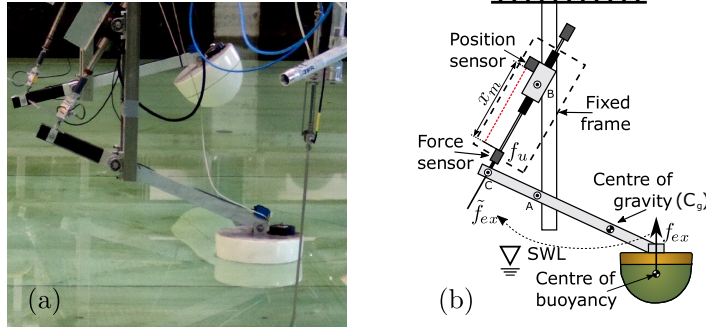 (a)
(b)
Position
sensor
x_m
B
Fixed
frame
Force
sensor
f_u
C
A
Centre of
gravity (C_g)
f̃_ex
f_ex
SWL
Centre of
buoyancy